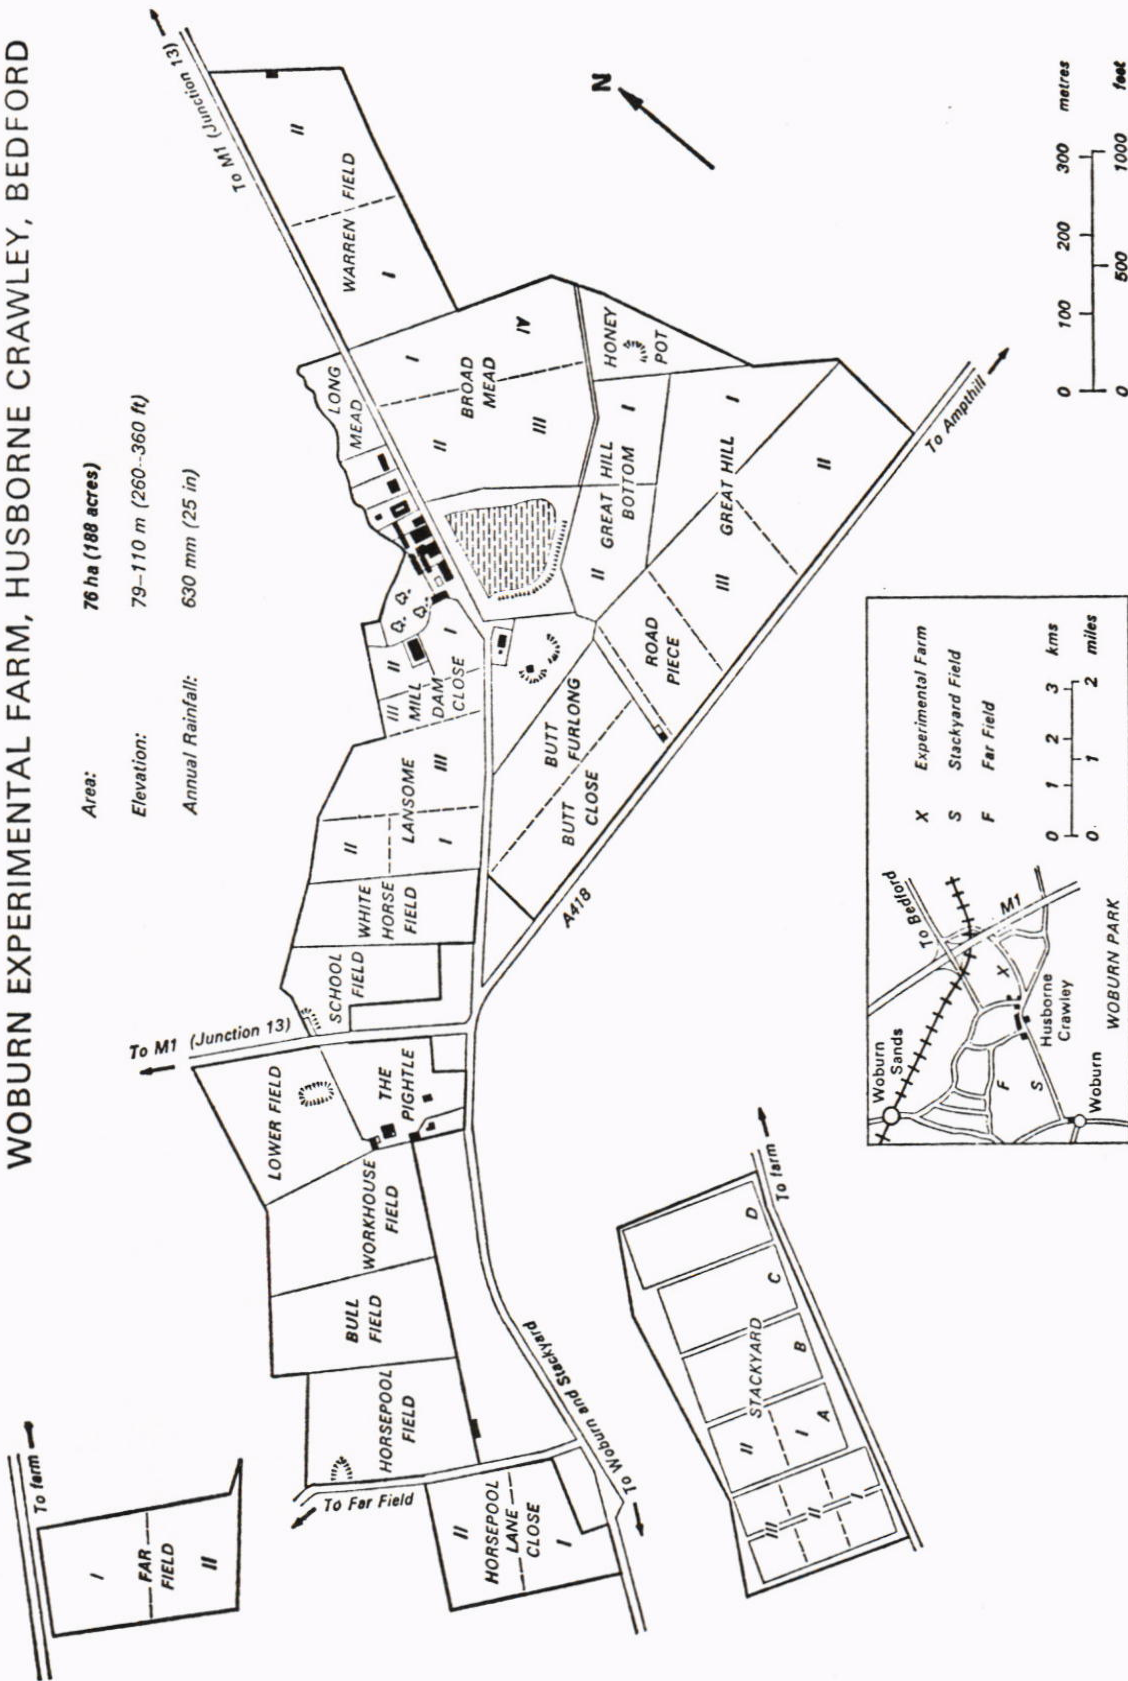 WOBURN EXPERIMENTAL FARM, HUSBORNE CRAWLEY, BEDFORD
Area: 76 ha (188 acres)
Elevation: 79–110 m (260–360 ft)
Annual Rainfall: 630 mm (25 in)
To farm
I
FAR
FIELD
II
To M1 (Junction 13)
LOWER FIELD
THE
PIGHTLE
WORKHOUSE
FIELD
BULL
FIELD
HORSEPOOL
FIELD
To Far Field
II
HORSEPOOL
LANE
CLOSE
I
To Woburn and Stackyard
To Woburn and Stackyard
SCHOOL
FIELD
WHITE
HORSE
FIELD
II
LANSOME
I
III
III
II
MILL
DAM
CLOSE
I
LONG
MEAD
To M1 (Junction 13)
WARREN FIELD
I
II
I
IV
BROAD
MEAD
II
III
HONEY
POT
I
GREAT HILL
BOTTOM
II
I
GREAT HILL
II
III
ROAD
PIECE
BUTT
FURLONG
BUTT
CLOSE
A418
To Ampthill
N
0 100 200 300 metres
0 500 1000 feet
STACKYARD
III
II
I
II
I
A
B
C
D
To farm
Woburn
Sands
To Bedford
M1
X
F
S
Husborne
Crawley
Woburn
WOBURN PARK
X Experimental Farm
S Stackyard Field
F Far Field
0 1 2 3 kms
0 1 2 miles